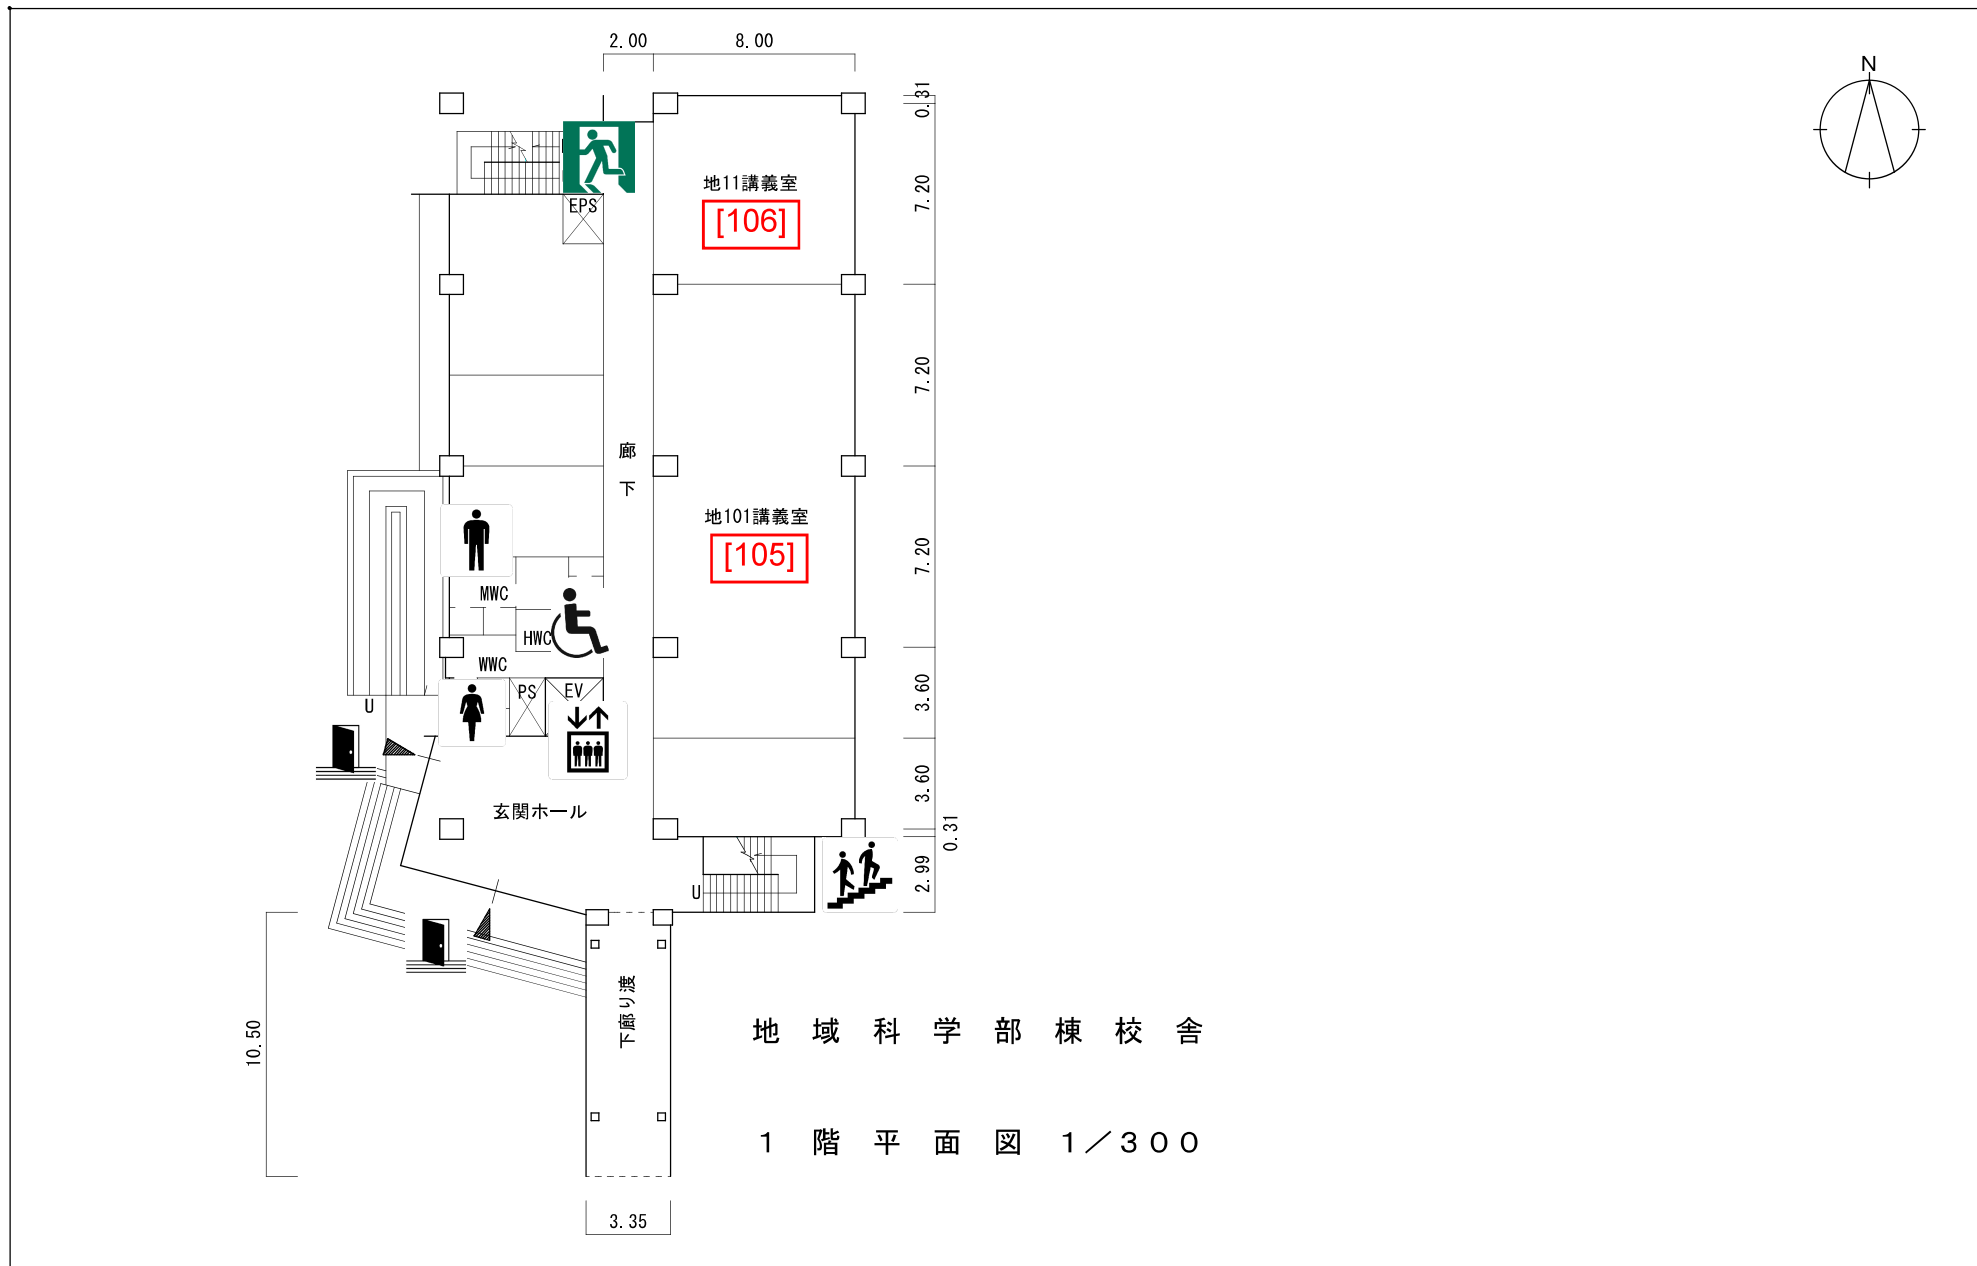 2.00 8.00
N
0.31
地11講義室
7.20
EPS
[106]
7.20
廊
下
地101講義室
7.20
[105]
MWC
HWC
WWC
PS
EV
3.60
U
3.60
玄関ホール
0.31
2.99
U
下廊り渡
地域科学部棟校舎
10.50
1階平面図 1／300
3.35